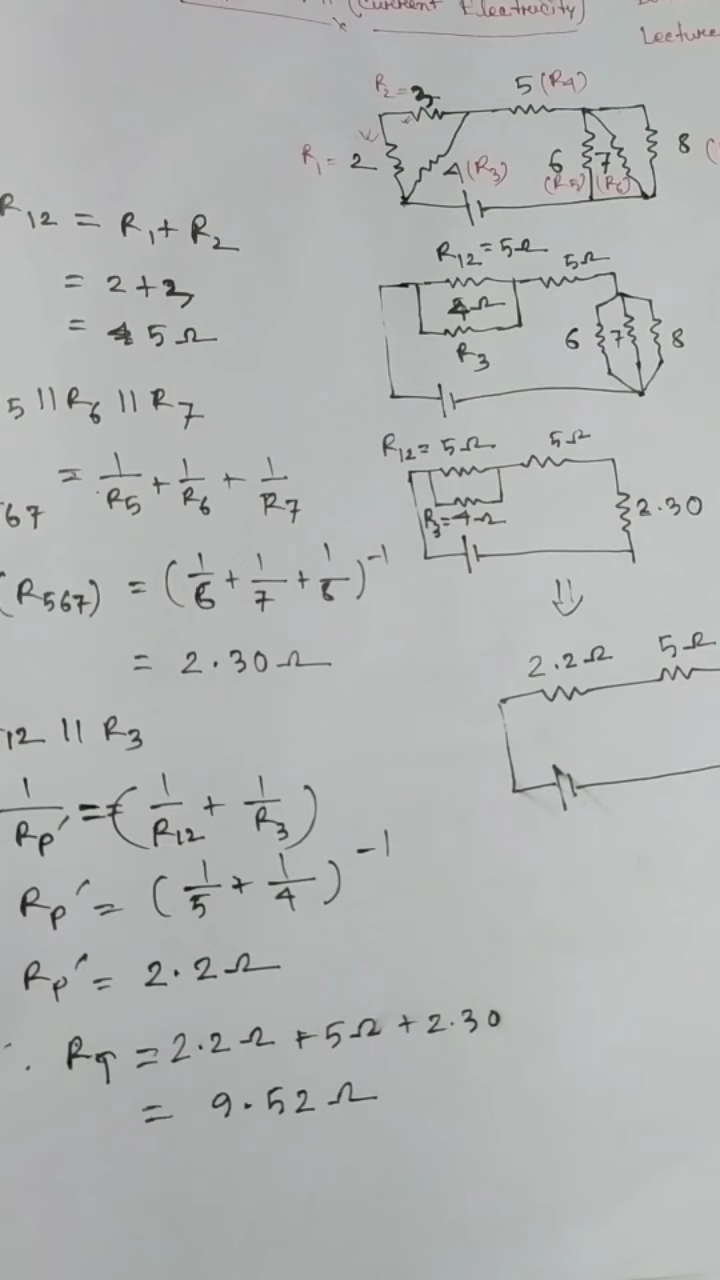 (Current Electracity)
Lecture
R2 = 3
5 (R4)
R1 = 2
4 (R3)
6 (R5)
7 (R6)
8 (
R12 = R1 + R2
= 2 + 3
= 5 Ω
R12 = 5Ω
5Ω
4Ω
R3
6
7
8
5 || R6 || R7
67 = 1/R5 + 1/R6 + 1/R7
R12 = 5Ω
5Ω
R3 = 4Ω
2.30
(R567) = (1/6 + 1/7 + 1/8)^-1
= 2.30 Ω
2.2Ω
5Ω
12 || R3
1/Rp' = (1/R12 + 1/R3)
Rp' = (1/5 + 1/4)^-1
Rp' = 2.2Ω
∴ Rq = 2.2Ω + 5Ω + 2.30
= 9.52 Ω